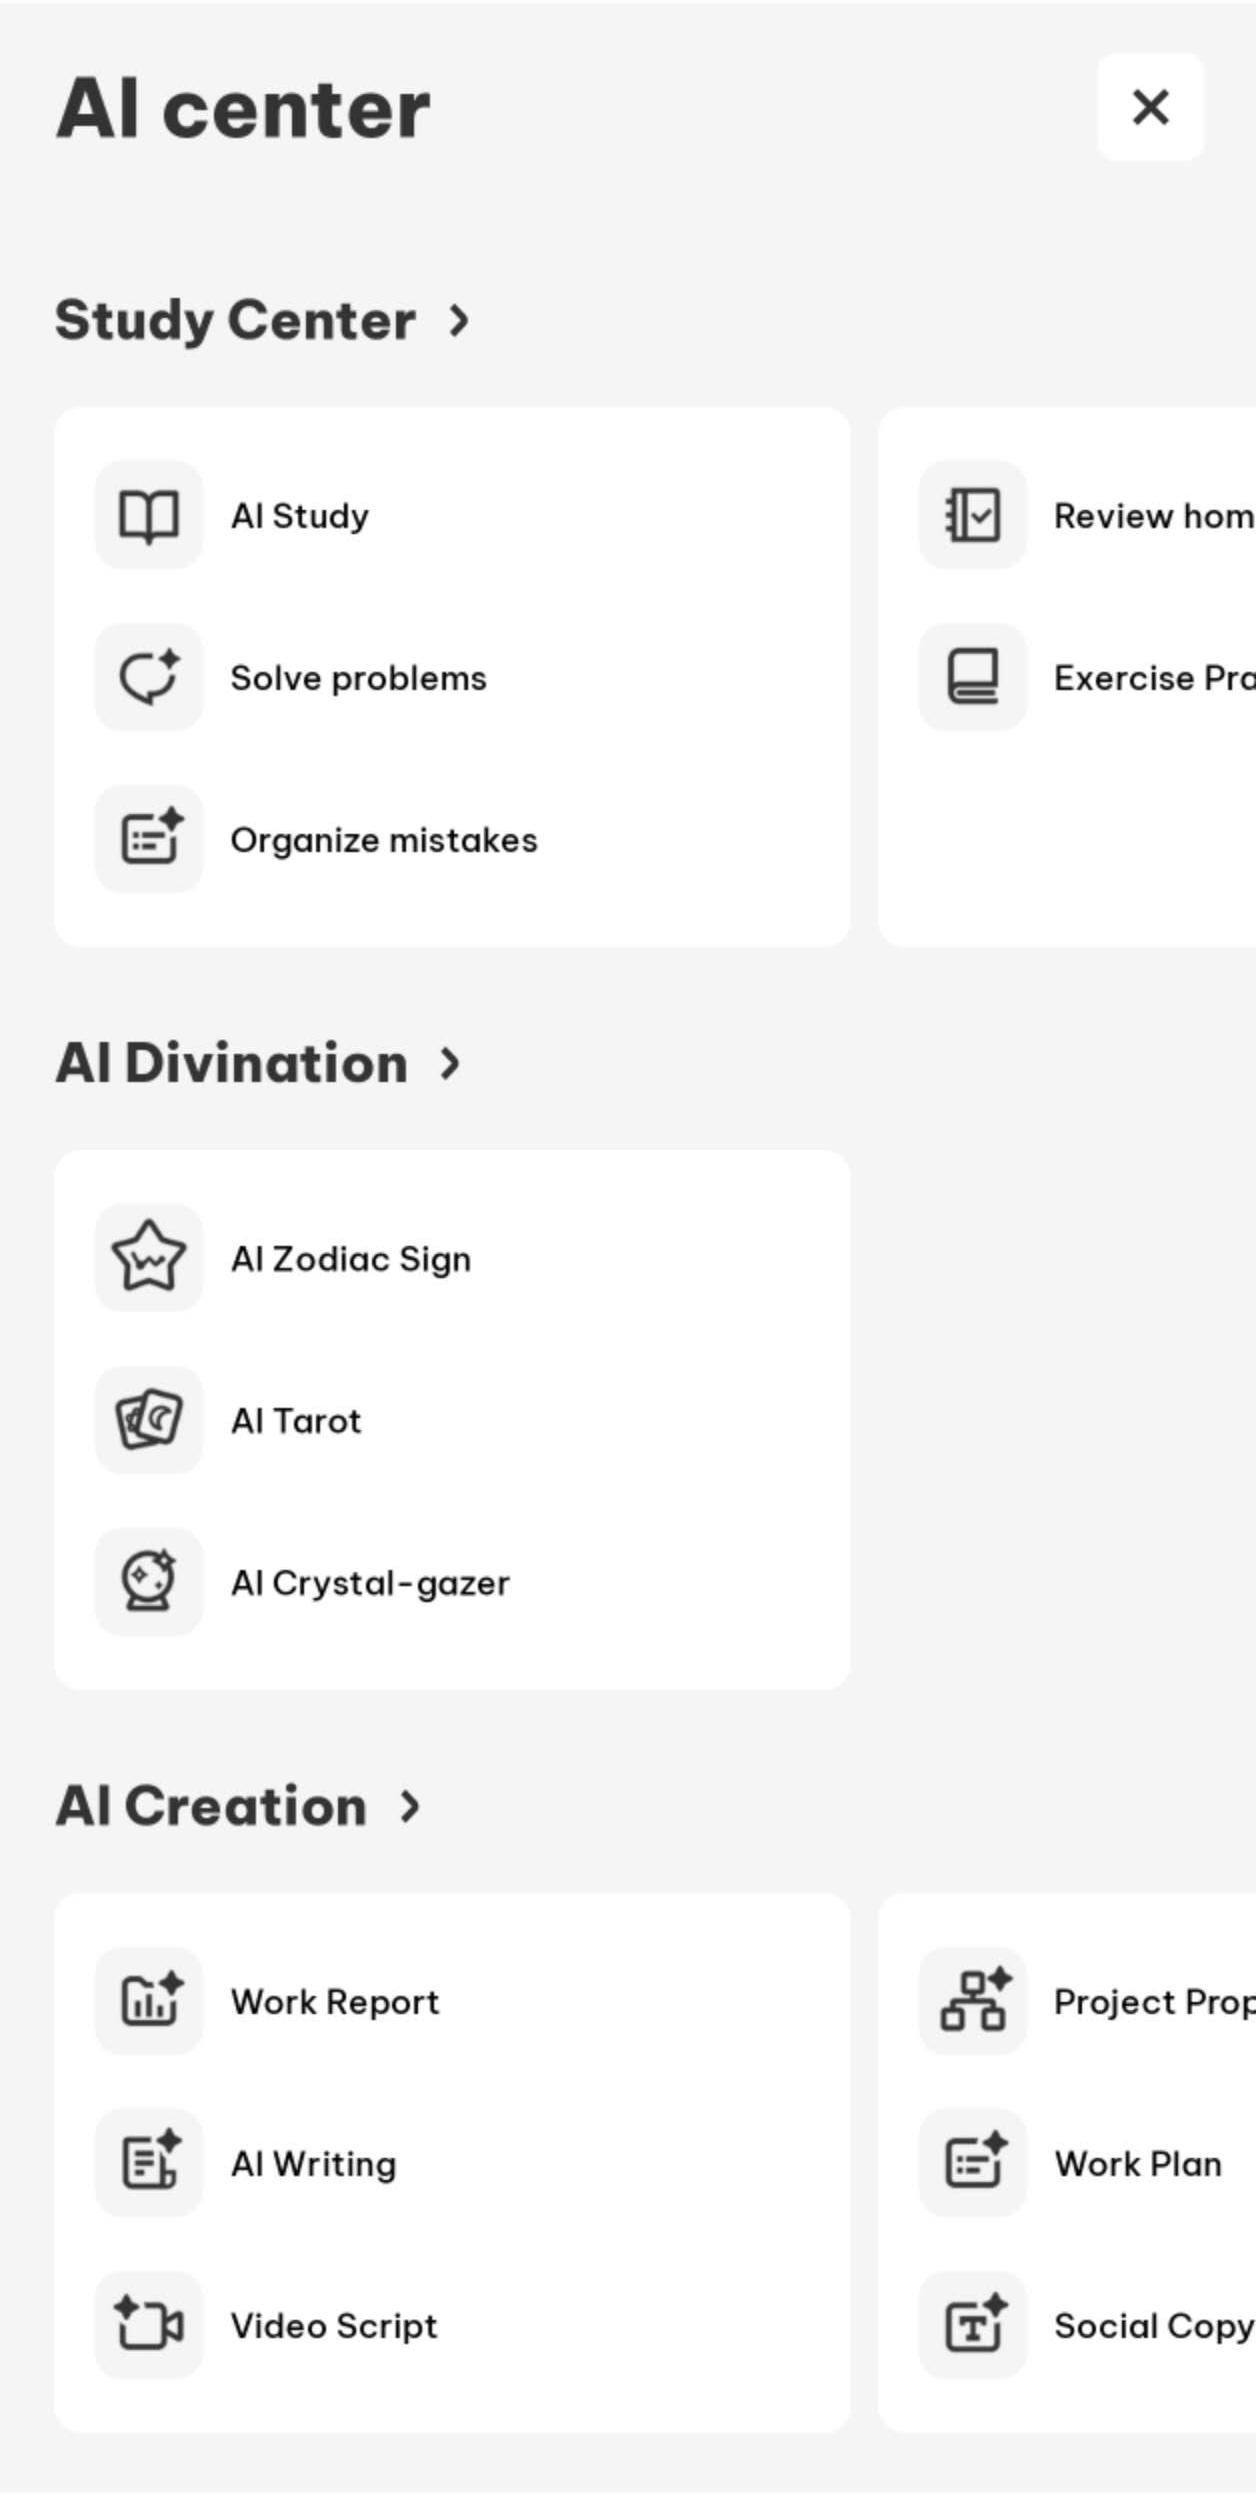 AI center
Study Center
AI Study
Solve problems
Organize mistakes
Review hom
Exercise Pra
AI Divination
AI Zodiac Sign
AI Tarot
AI Crystal-gazer
AI Creation
Work Report
AI Writing
Video Script
Project Prop
Work Plan
Social Copy